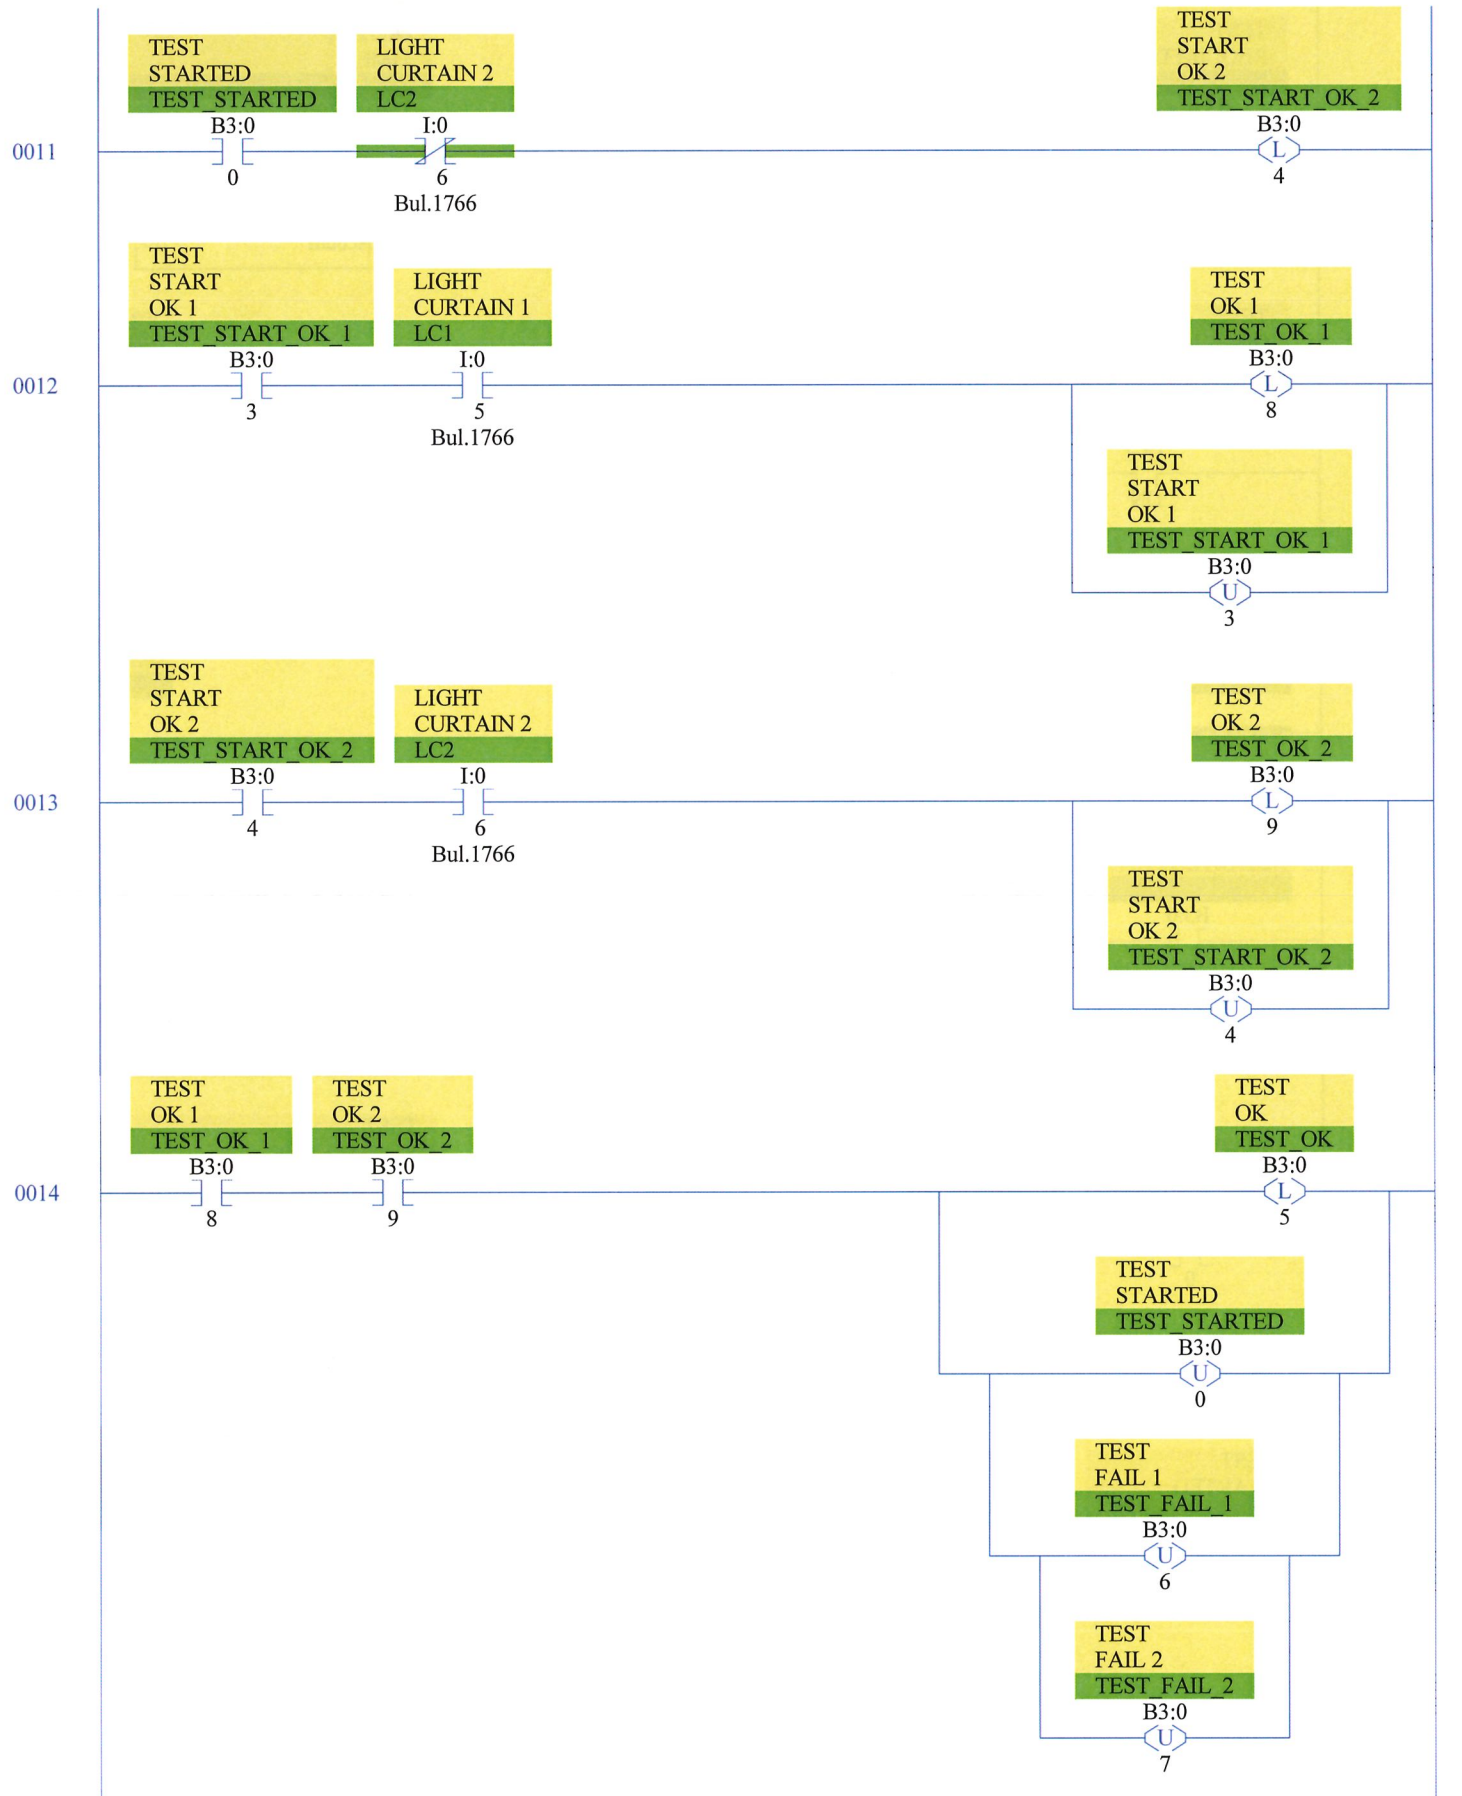 TEST
STARTED
TEST_STARTED
B3:0
0
LIGHT
CURTAIN 2
LC2
I:0
6
Bul.1766
TEST
START
OK 2
TEST_START_OK_2
B3:0
L
4
0011
TEST
START
OK 1
TEST_START_OK_1
B3:0
3
LIGHT
CURTAIN 1
LC1
I:0
5
Bul.1766
TEST
OK 1
TEST_OK_1
B3:0
L
8
0012
TEST
START
OK 1
TEST_START_OK_1
B3:0
U
3
TEST
START
OK 2
TEST_START_OK_2
B3:0
4
LIGHT
CURTAIN 2
LC2
I:0
6
Bul.1766
TEST
OK 2
TEST_OK_2
B3:0
L
9
0013
TEST
START
OK 2
TEST_START_OK_2
B3:0
U
4
TEST
OK 1
TEST_OK_1
B3:0
8
TEST
OK 2
TEST_OK_2
B3:0
9
TEST
OK
TEST_OK
B3:0
L
5
0014
TEST
STARTED
TEST_STARTED
B3:0
U
0
TEST
FAIL 1
TEST_FAIL_1
B3:0
U
6
TEST
FAIL 2
TEST_FAIL_2
B3:0
U
7